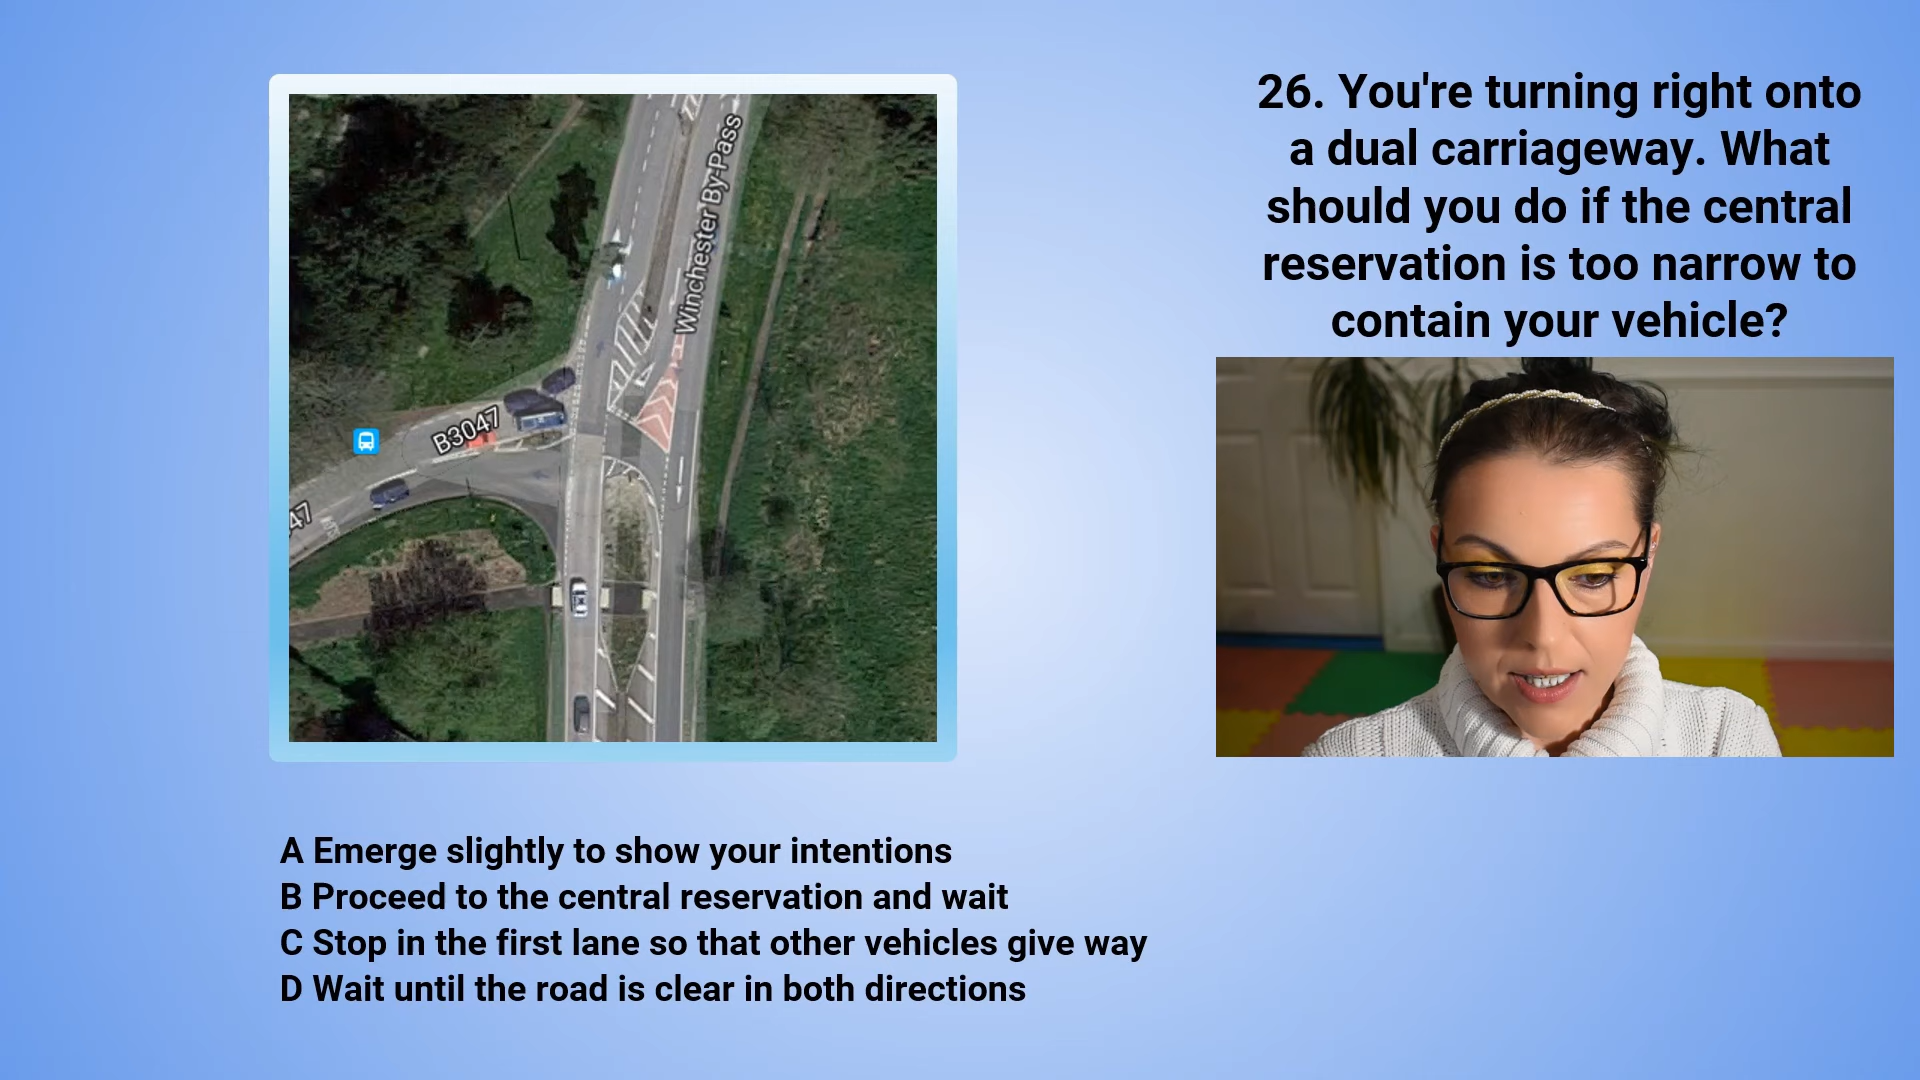 26. You're turning right onto
a dual carriageway. What
should you do if the central
reservation is too narrow to
contain your vehicle?
Winchester By-Pass
B3047
47
A Emerge slightly to show your intentions
B Proceed to the central reservation and wait
C Stop in the first lane so that other vehicles give way
D Wait until the road is clear in both directions